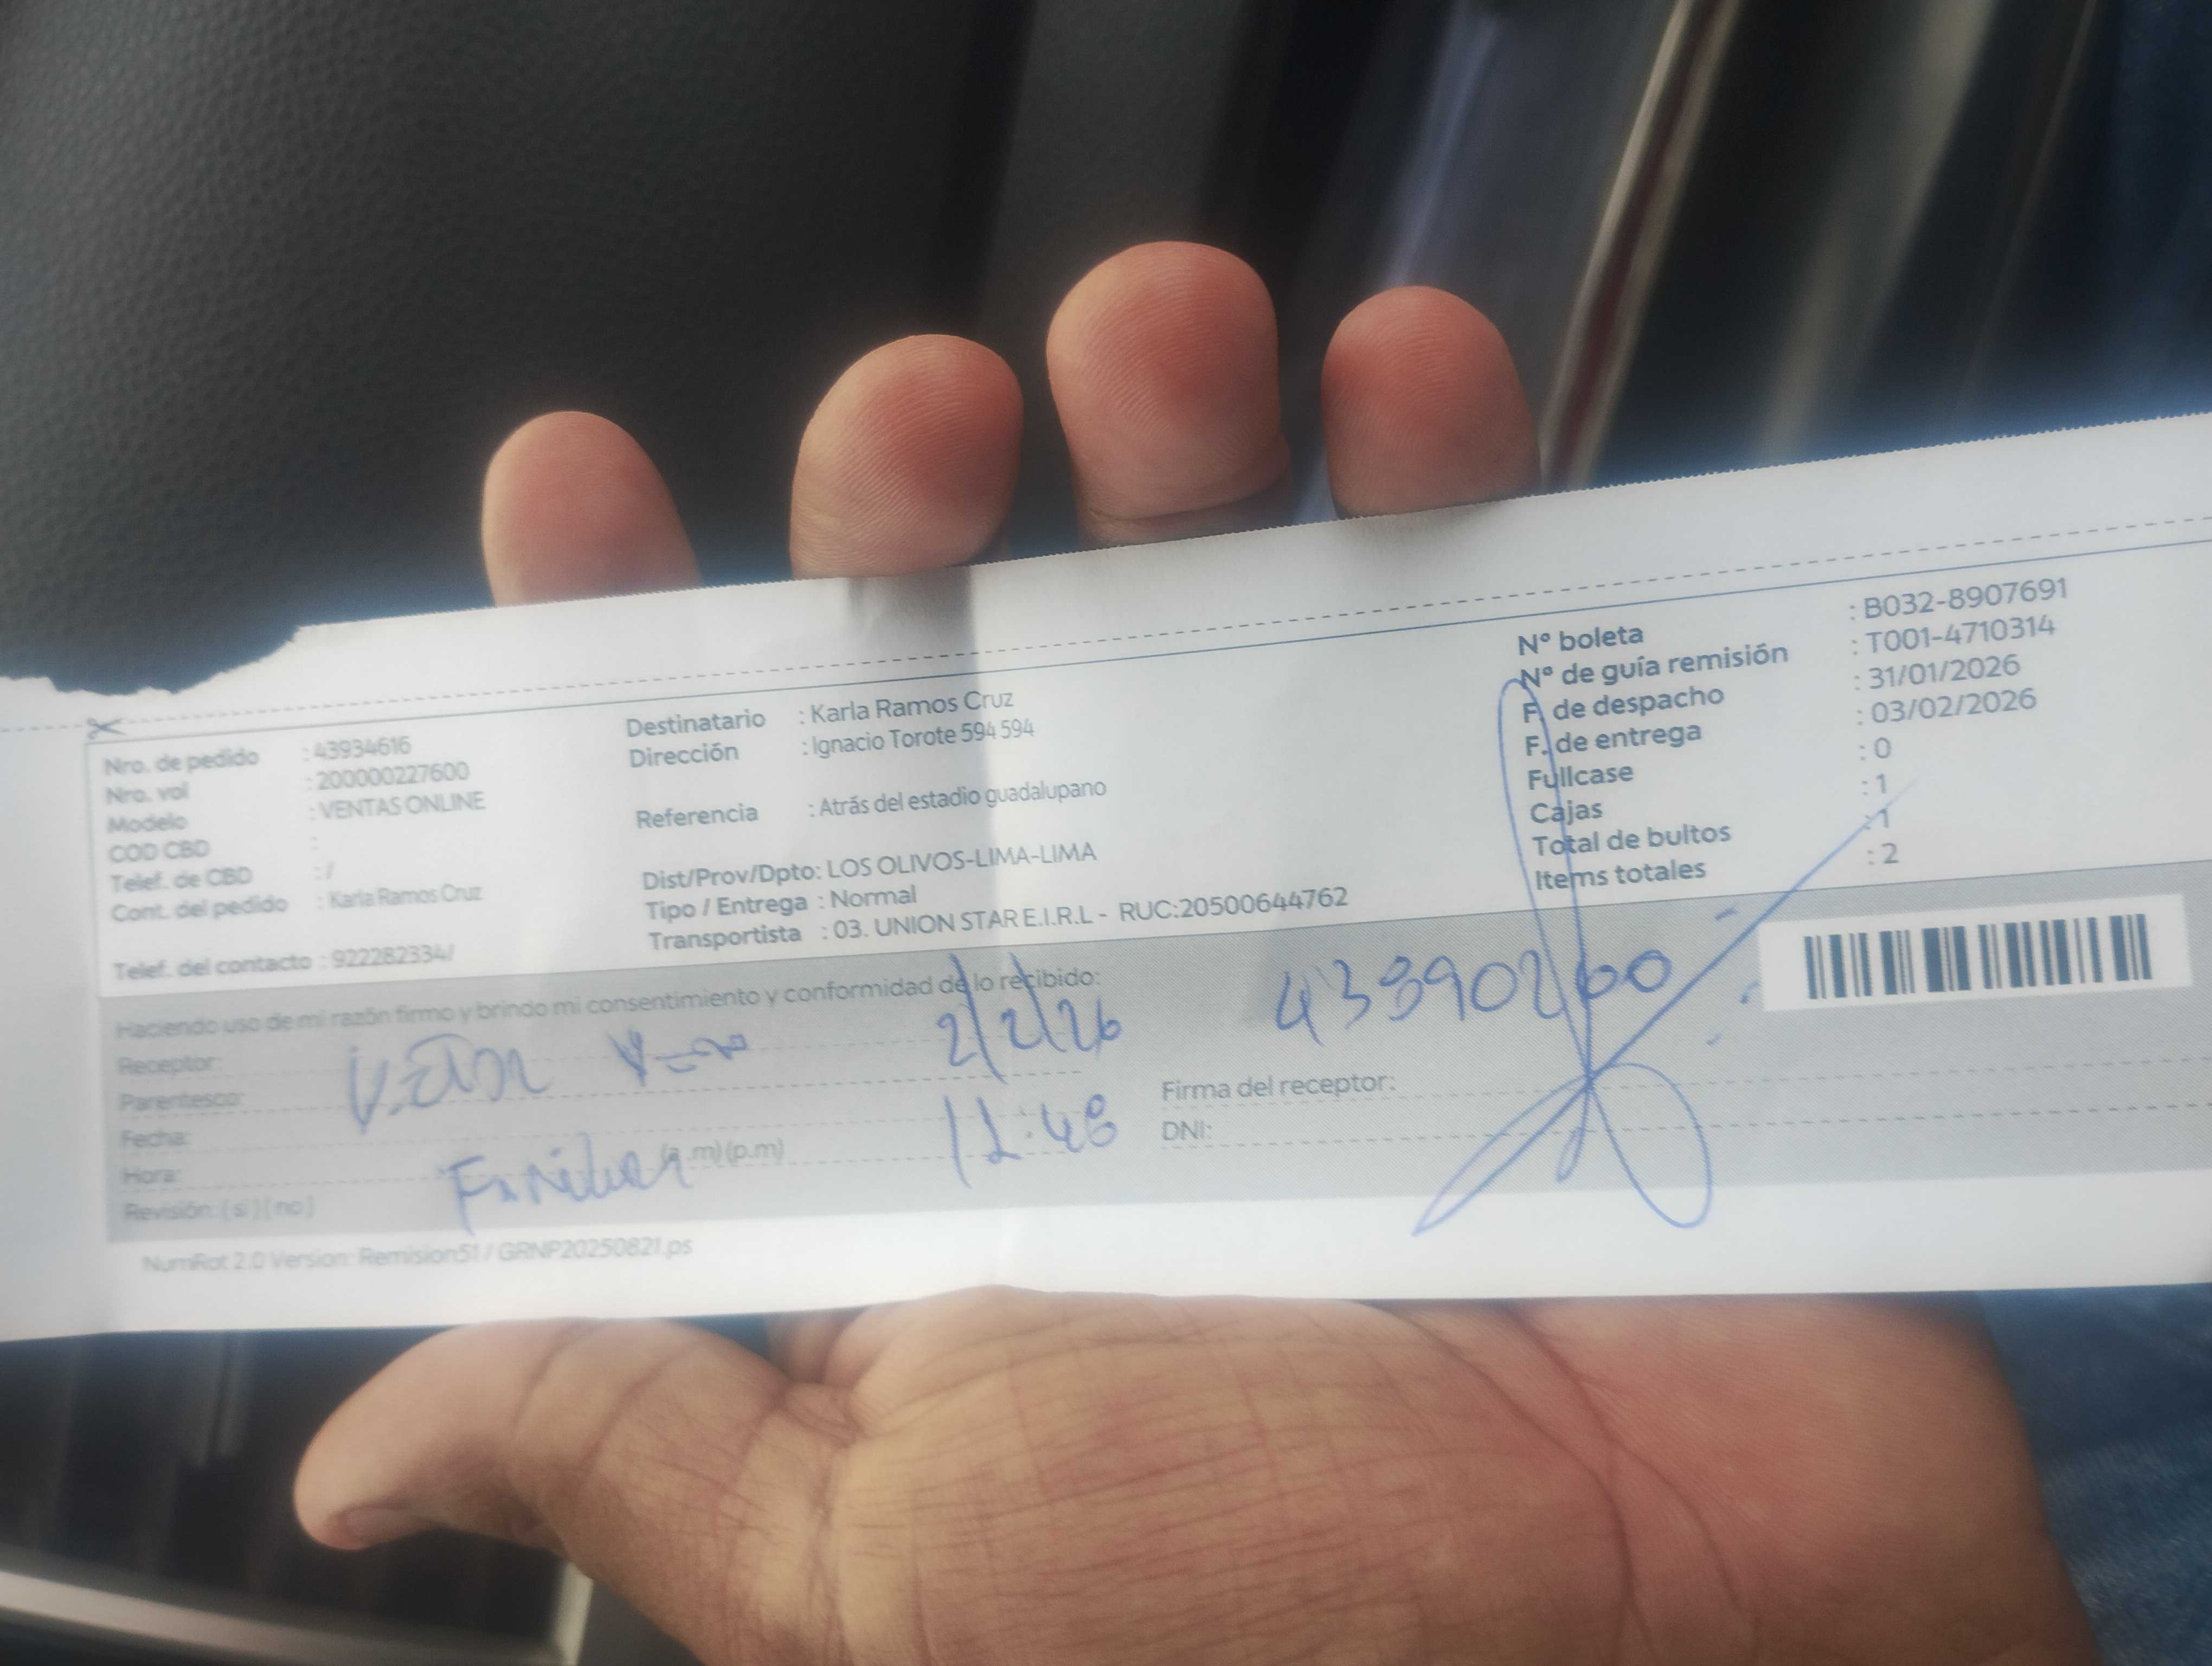 Nro. de pedido : 43934616
Nro. vol : 200000227600
Modelo : VENTAS ONLINE
COD CBD :
Telef. de CBD : /
Cont. del pedido : Karla Ramos Cruz
Telef. del contacto : 922282334/
Destinatario : Karla Ramos Cruz
Dirección : Ignacio Torote 594 594
Referencia : Atrás del estadio guadalupano
Dist/Prov/Dpto: LOS OLIVOS-LIMA-LIMA
Tipo / Entrega : Normal
Transportista : 03. UNION STAR E.I.R.L - RUC:20500644762
Nº boleta : B032-8907691
Nº de guía remisión : T001-4710314
F. de despacho : 31/01/2026
F. de entrega : 03/02/2026
Fullcase : 0
Cajas : 1
Total de bultos : 1
Items totales : 2
Haciendo uso de mi razón firmo y brindo mi consentimiento y conformidad de lo recibido:
Receptor:
Parentesco:
Fecha: 2/2/26
Hora: (a.m)(p.m) 11:48
Revisión: (si) (no)
Familiar
Firma del receptor:
DNI:
NumRot 2.0 Version: Remision51 / GRNP20250821.ps